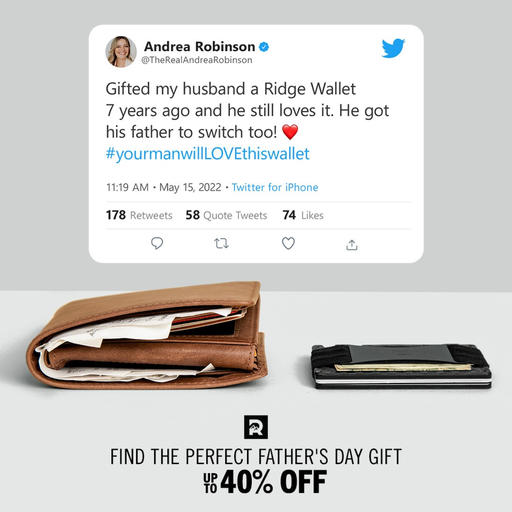 Andrea Robinson
@TheRealAndreaRobinson
Gifted my husband a Ridge Wallet
7 years ago and he still loves it. He got
his father to switch too! ❤️
#yourmanwillLOVEthiswallet
11:19 AM • May 15, 2022 • Twitter for iPhone
178 Retweets 58 Quote Tweets 74 Likes
R
FIND THE PERFECT FATHER'S DAY GIFT
UP TO 40% OFF